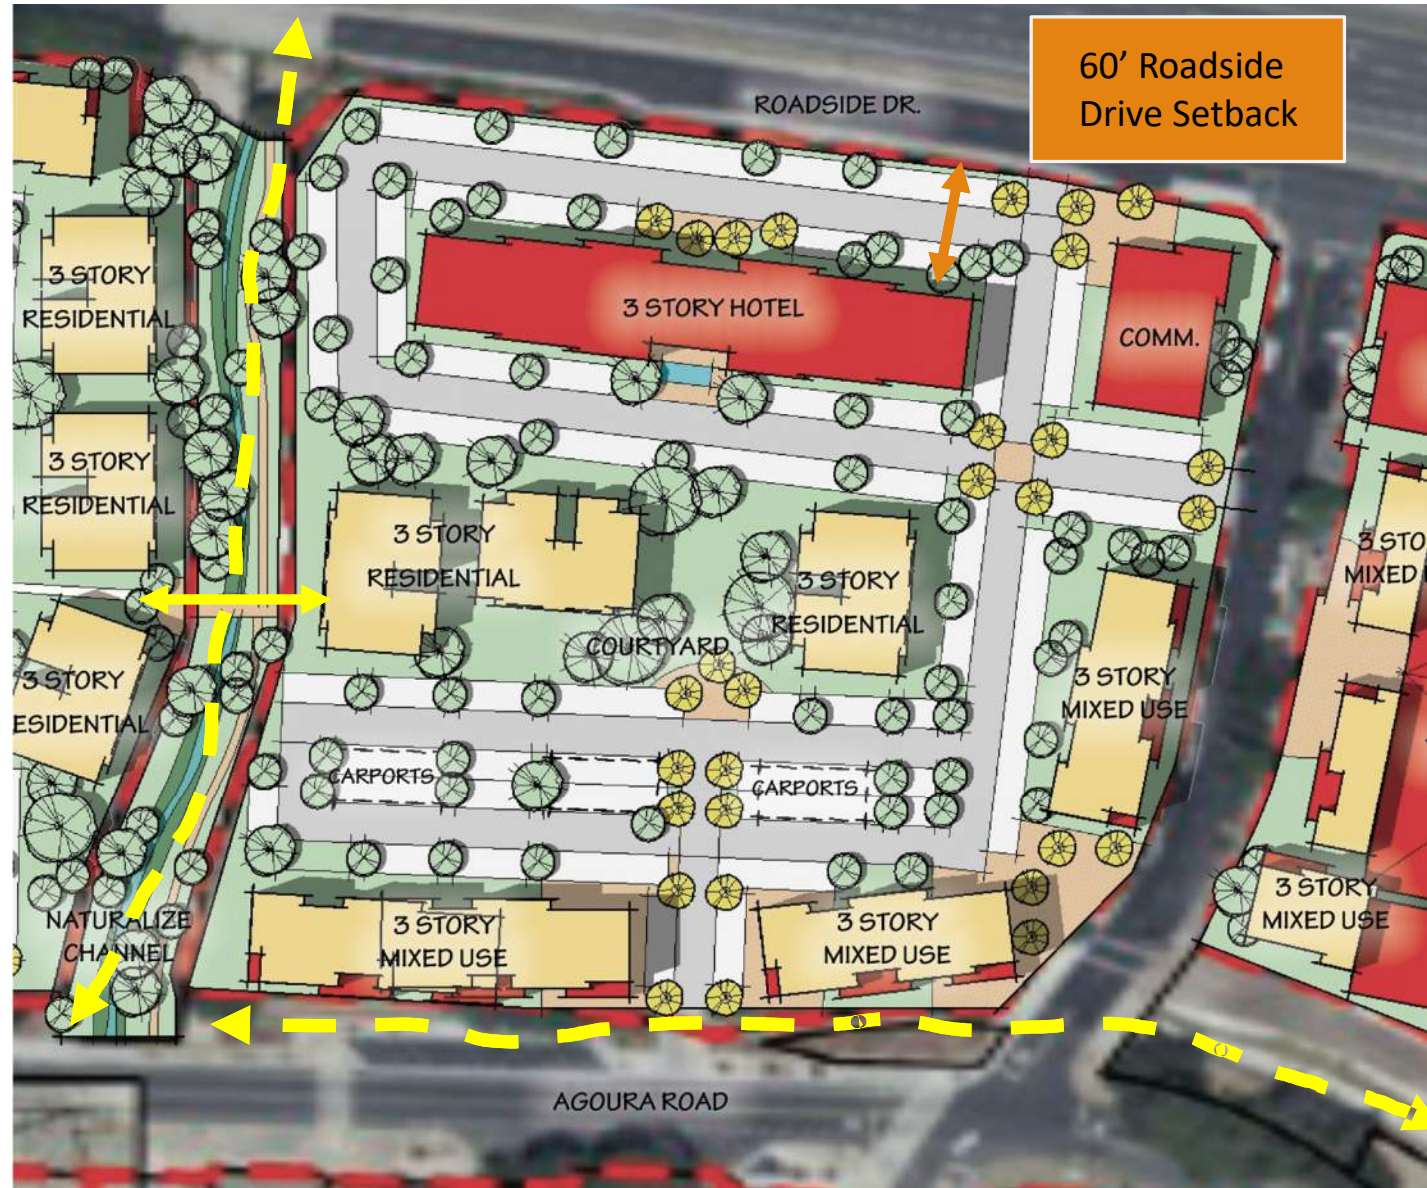 60’ Roadside
Drive Setback
ROADSIDE DR.
3 STORY
RESIDENTIAL
3 STORY HOTEL
COMM.
3 STORY
RESIDENTIAL
3 STORY
RESIDENTIAL
3 STORY
RESIDENTIAL
3 STO
MIXED
COURTYARD
3 STORY
ESIDENTIAL
3 STORY
MIXED USE
CARPORTS
CARPORTS
NATURALIZE
CHANNEL
3 STORY
MIXED USE
3 STORY
MIXED USE
3 STORY
MIXED USE
AGOURA ROAD